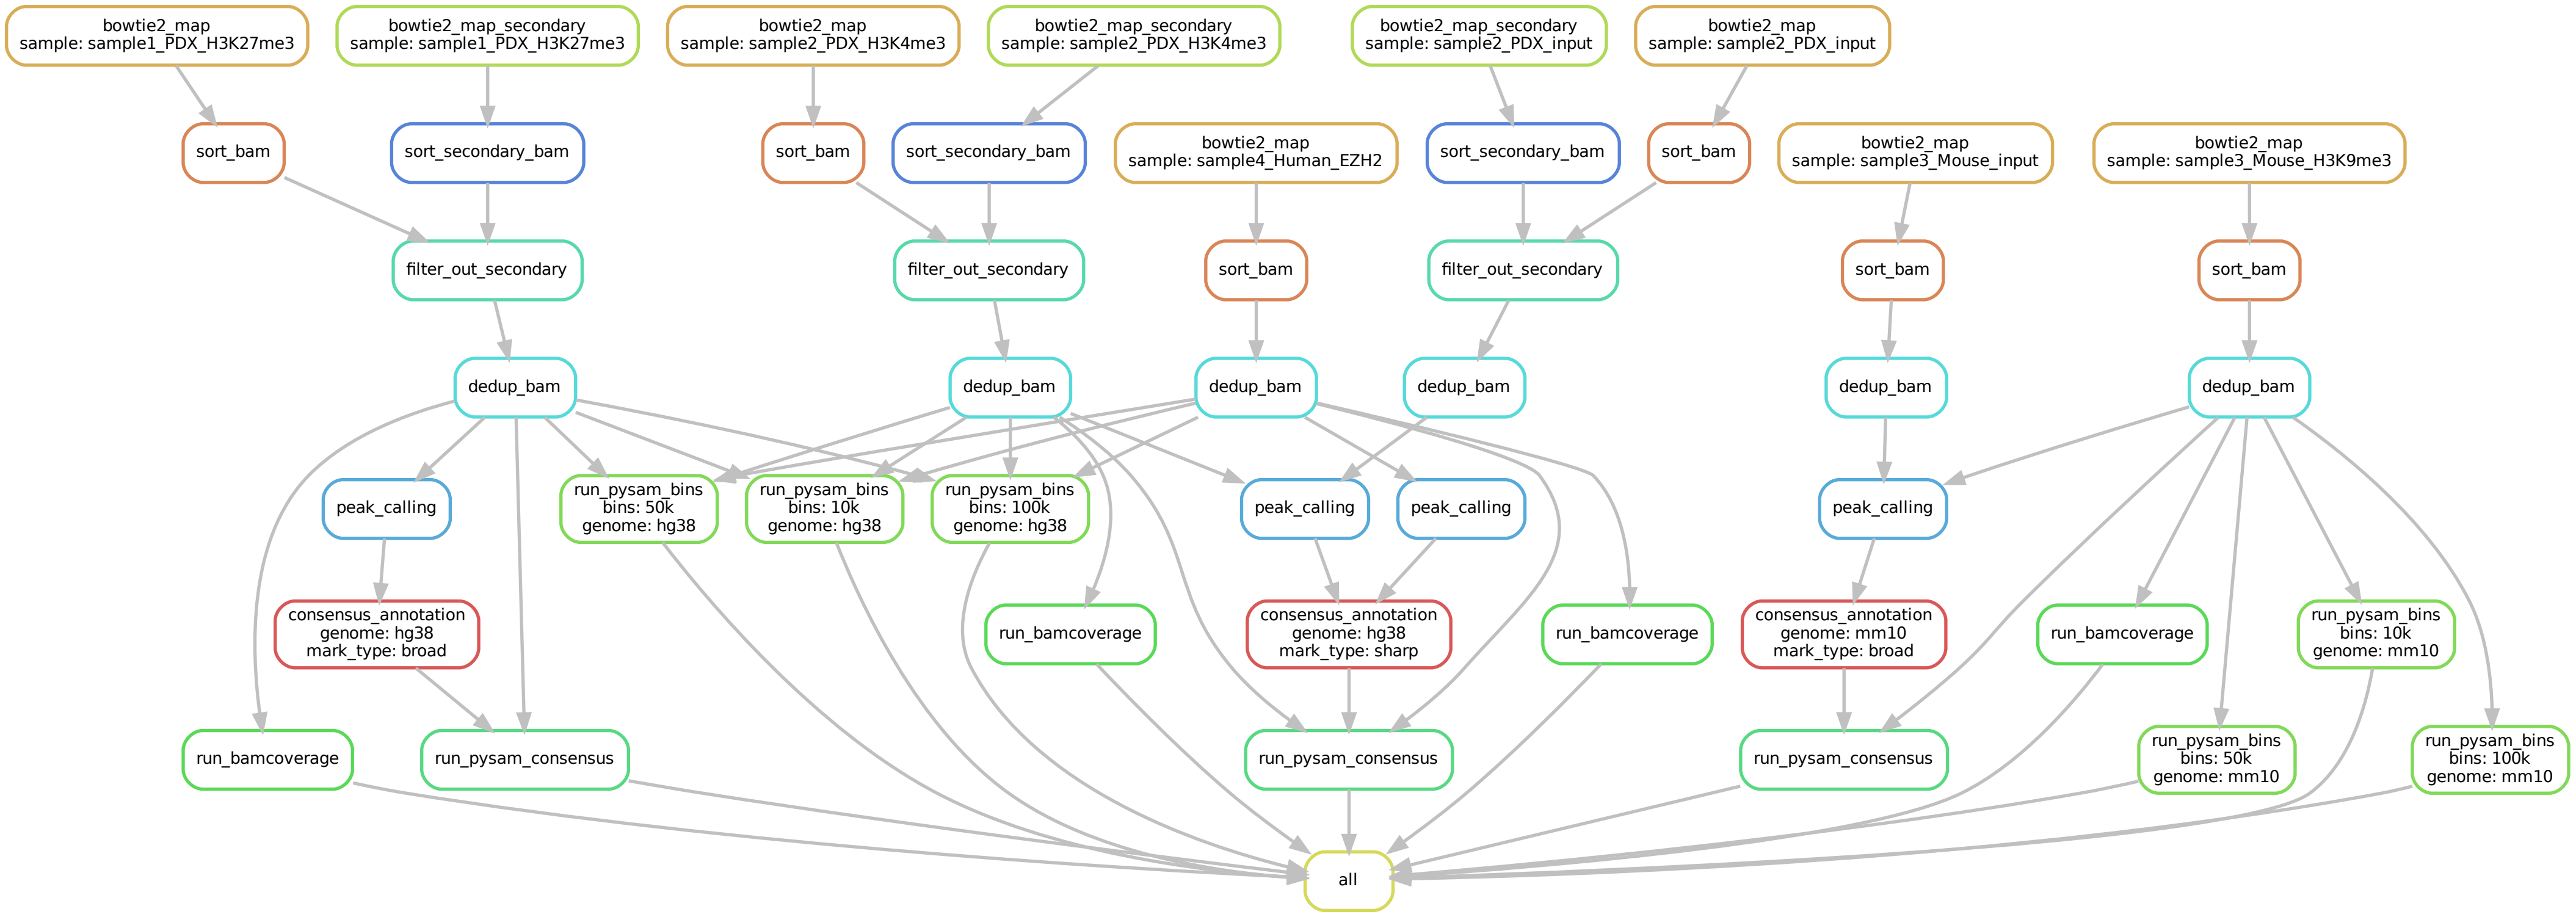 bowtie2_map
sample: sample1_PDX_H3K27me3
bowtie2_map_secondary
sample: sample1_PDX_H3K27me3
bowtie2_map
sample: sample2_PDX_H3K4me3
bowtie2_map_secondary
sample: sample2_PDX_H3K4me3
bowtie2_map_secondary
sample: sample2_PDX_input
bowtie2_map
sample: sample2_PDX_input
sort_bam
sort_secondary_bam
sort_bam
sort_secondary_bam
bowtie2_map
sample: sample4_Human_EZH2
sort_secondary_bam
sort_bam
bowtie2_map
sample: sample3_Mouse_input
bowtie2_map
sample: sample3_Mouse_H3K9me3
filter_out_secondary
filter_out_secondary
sort_bam
filter_out_secondary
sort_bam
sort_bam
dedup_bam
dedup_bam
dedup_bam
dedup_bam
dedup_bam
dedup_bam
peak_calling
run_pysam_bins
bins: 50k
genome: hg38
run_pysam_bins
bins: 10k
genome: hg38
run_pysam_bins
bins: 100k
genome: hg38
peak_calling
peak_calling
peak_calling
consensus_annotation
genome: hg38
mark_type: broad
run_bamcoverage
consensus_annotation
genome: hg38
mark_type: sharp
run_bamcoverage
consensus_annotation
genome: mm10
mark_type: broad
run_bamcoverage
run_pysam_bins
bins: 10k
genome: mm10
run_bamcoverage
run_pysam_consensus
run_pysam_consensus
run_pysam_consensus
run_pysam_bins
bins: 50k
genome: mm10
run_pysam_bins
bins: 100k
genome: mm10
all